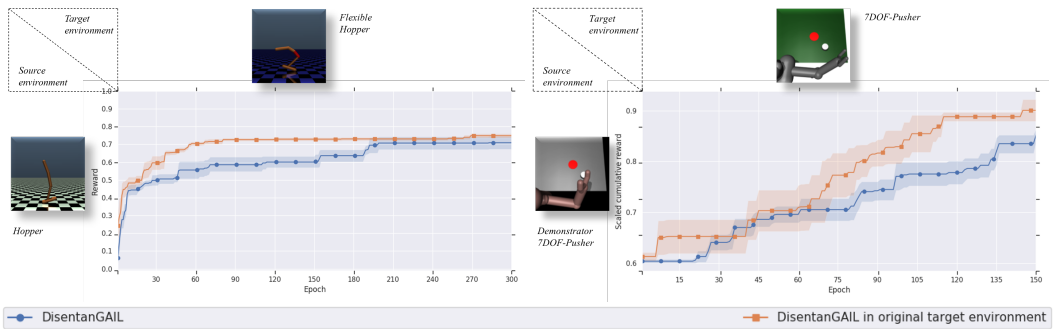 Target
environment
Source
environment
Flexible
Hopper
Hopper
Reward
1.0
0.9
0.8
0.7
0.6
0.5
0.4
0.3
0.2
0.1
0.0
30
60
90
120
150
180
210
240
270
300
Epoch
Target
environment
Source
environment
7DOF-Pusher
Demonstrator
7DOF-Pusher
Scaled cumulative reward
0.9
0.8
0.7
0.6
15
30
45
60
75
90
105
120
135
150
Epoch
DisentanGAIL
DisentanGAIL in original target environment